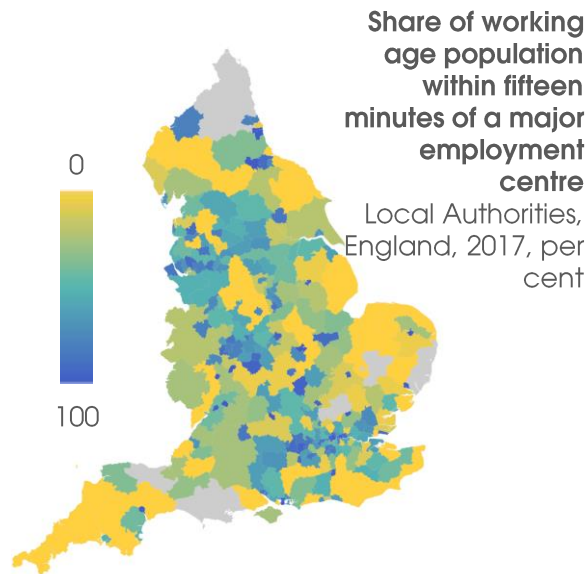 Share of working
age population
within fifteen
minutes of a major
employment
centre
Local Authorities,
England, 2017, per
cent
0
100